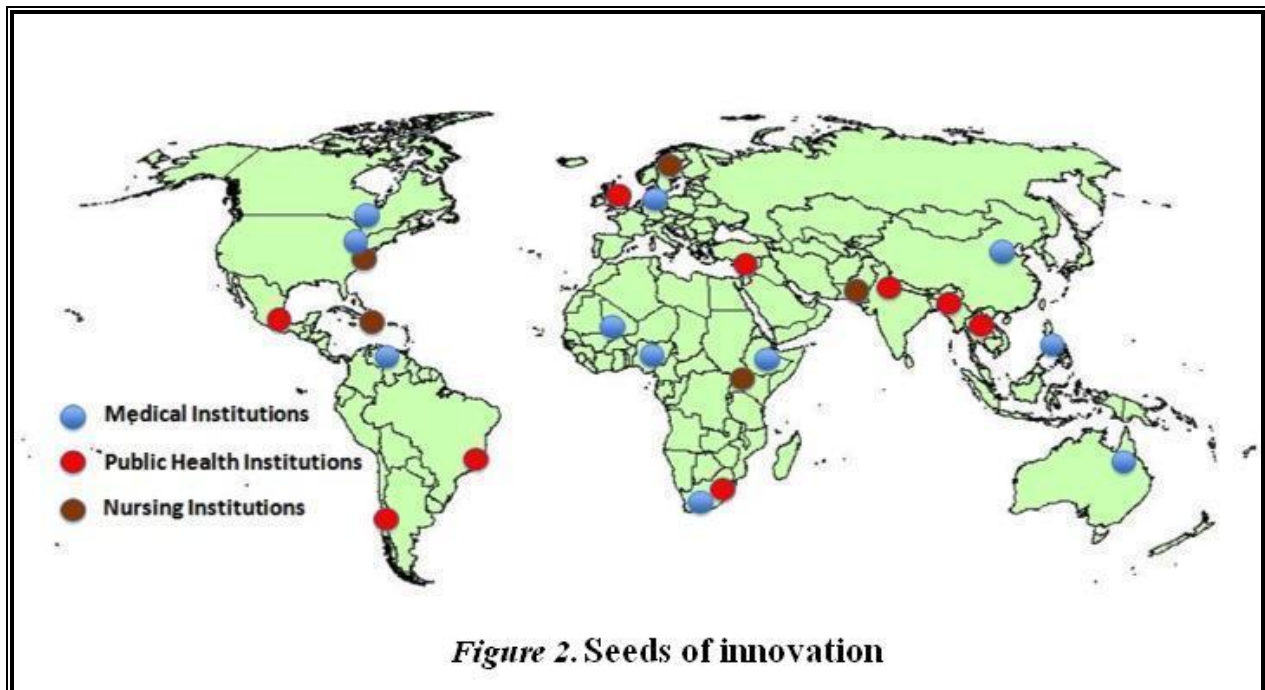 Medical Institutions
Public Health Institutions
Nursing Institutions
Figure 2. Seeds of innovation